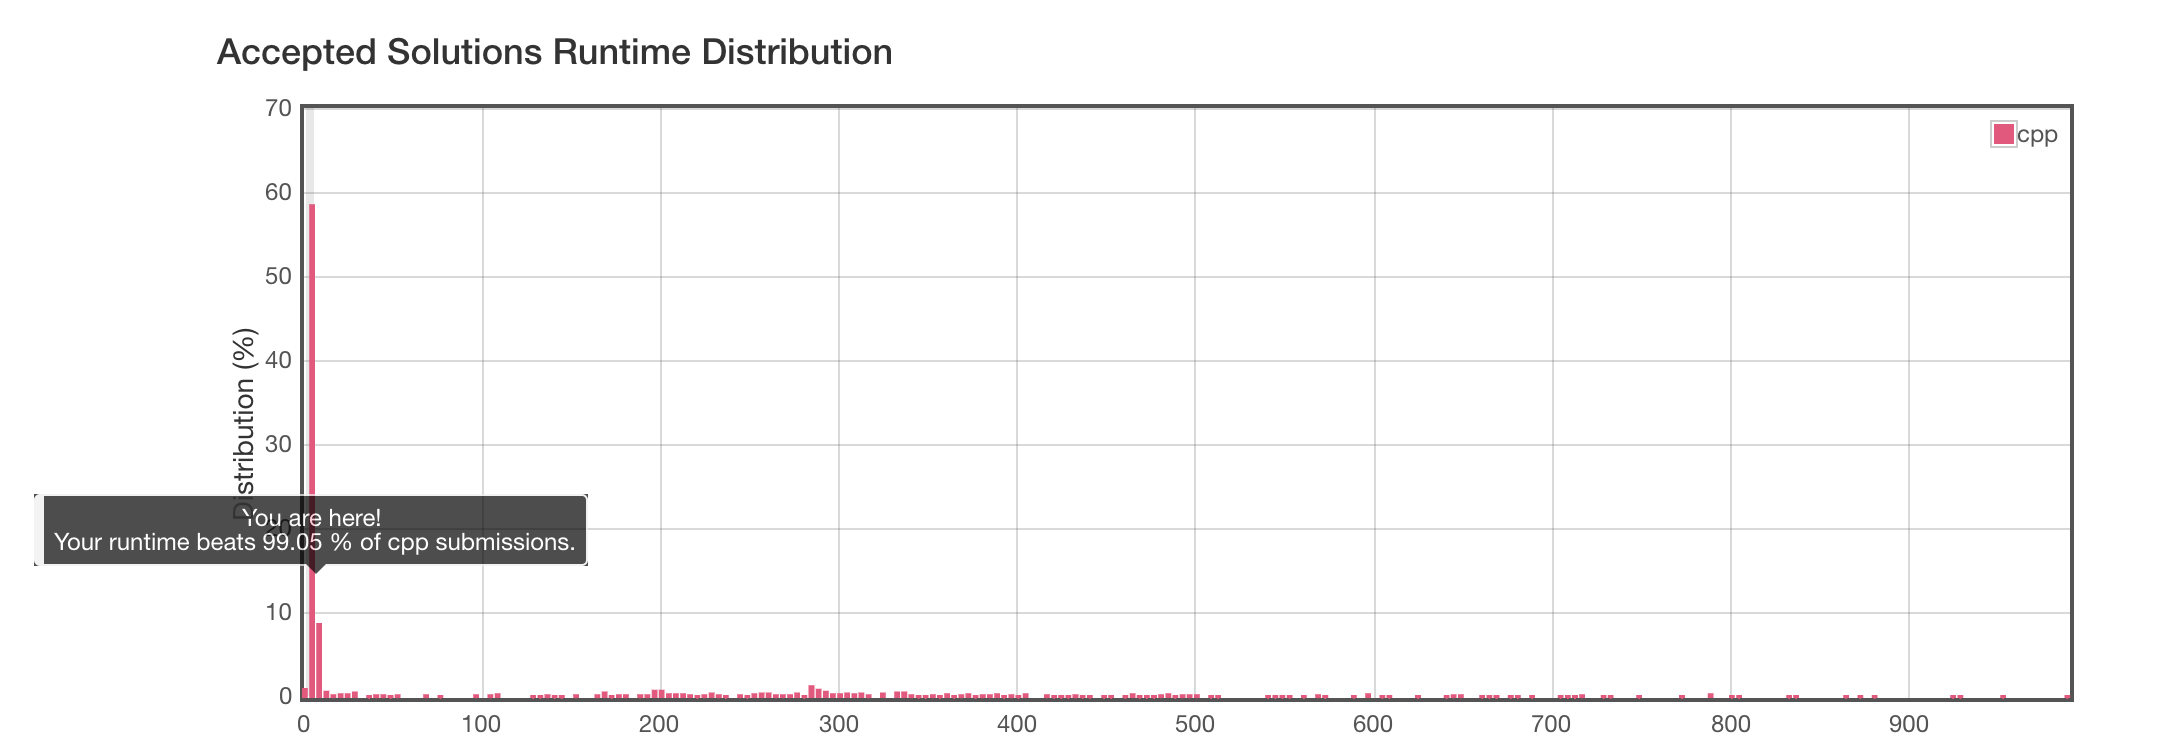 Accepted Solutions Runtime Distribution
70
60
50
40
30
20
10
0
Distribution (%)
cpp
You are here!
Your runtime beats 99.05 % of cpp submissions.
0 100 200 300 400 500 600 700 800 900